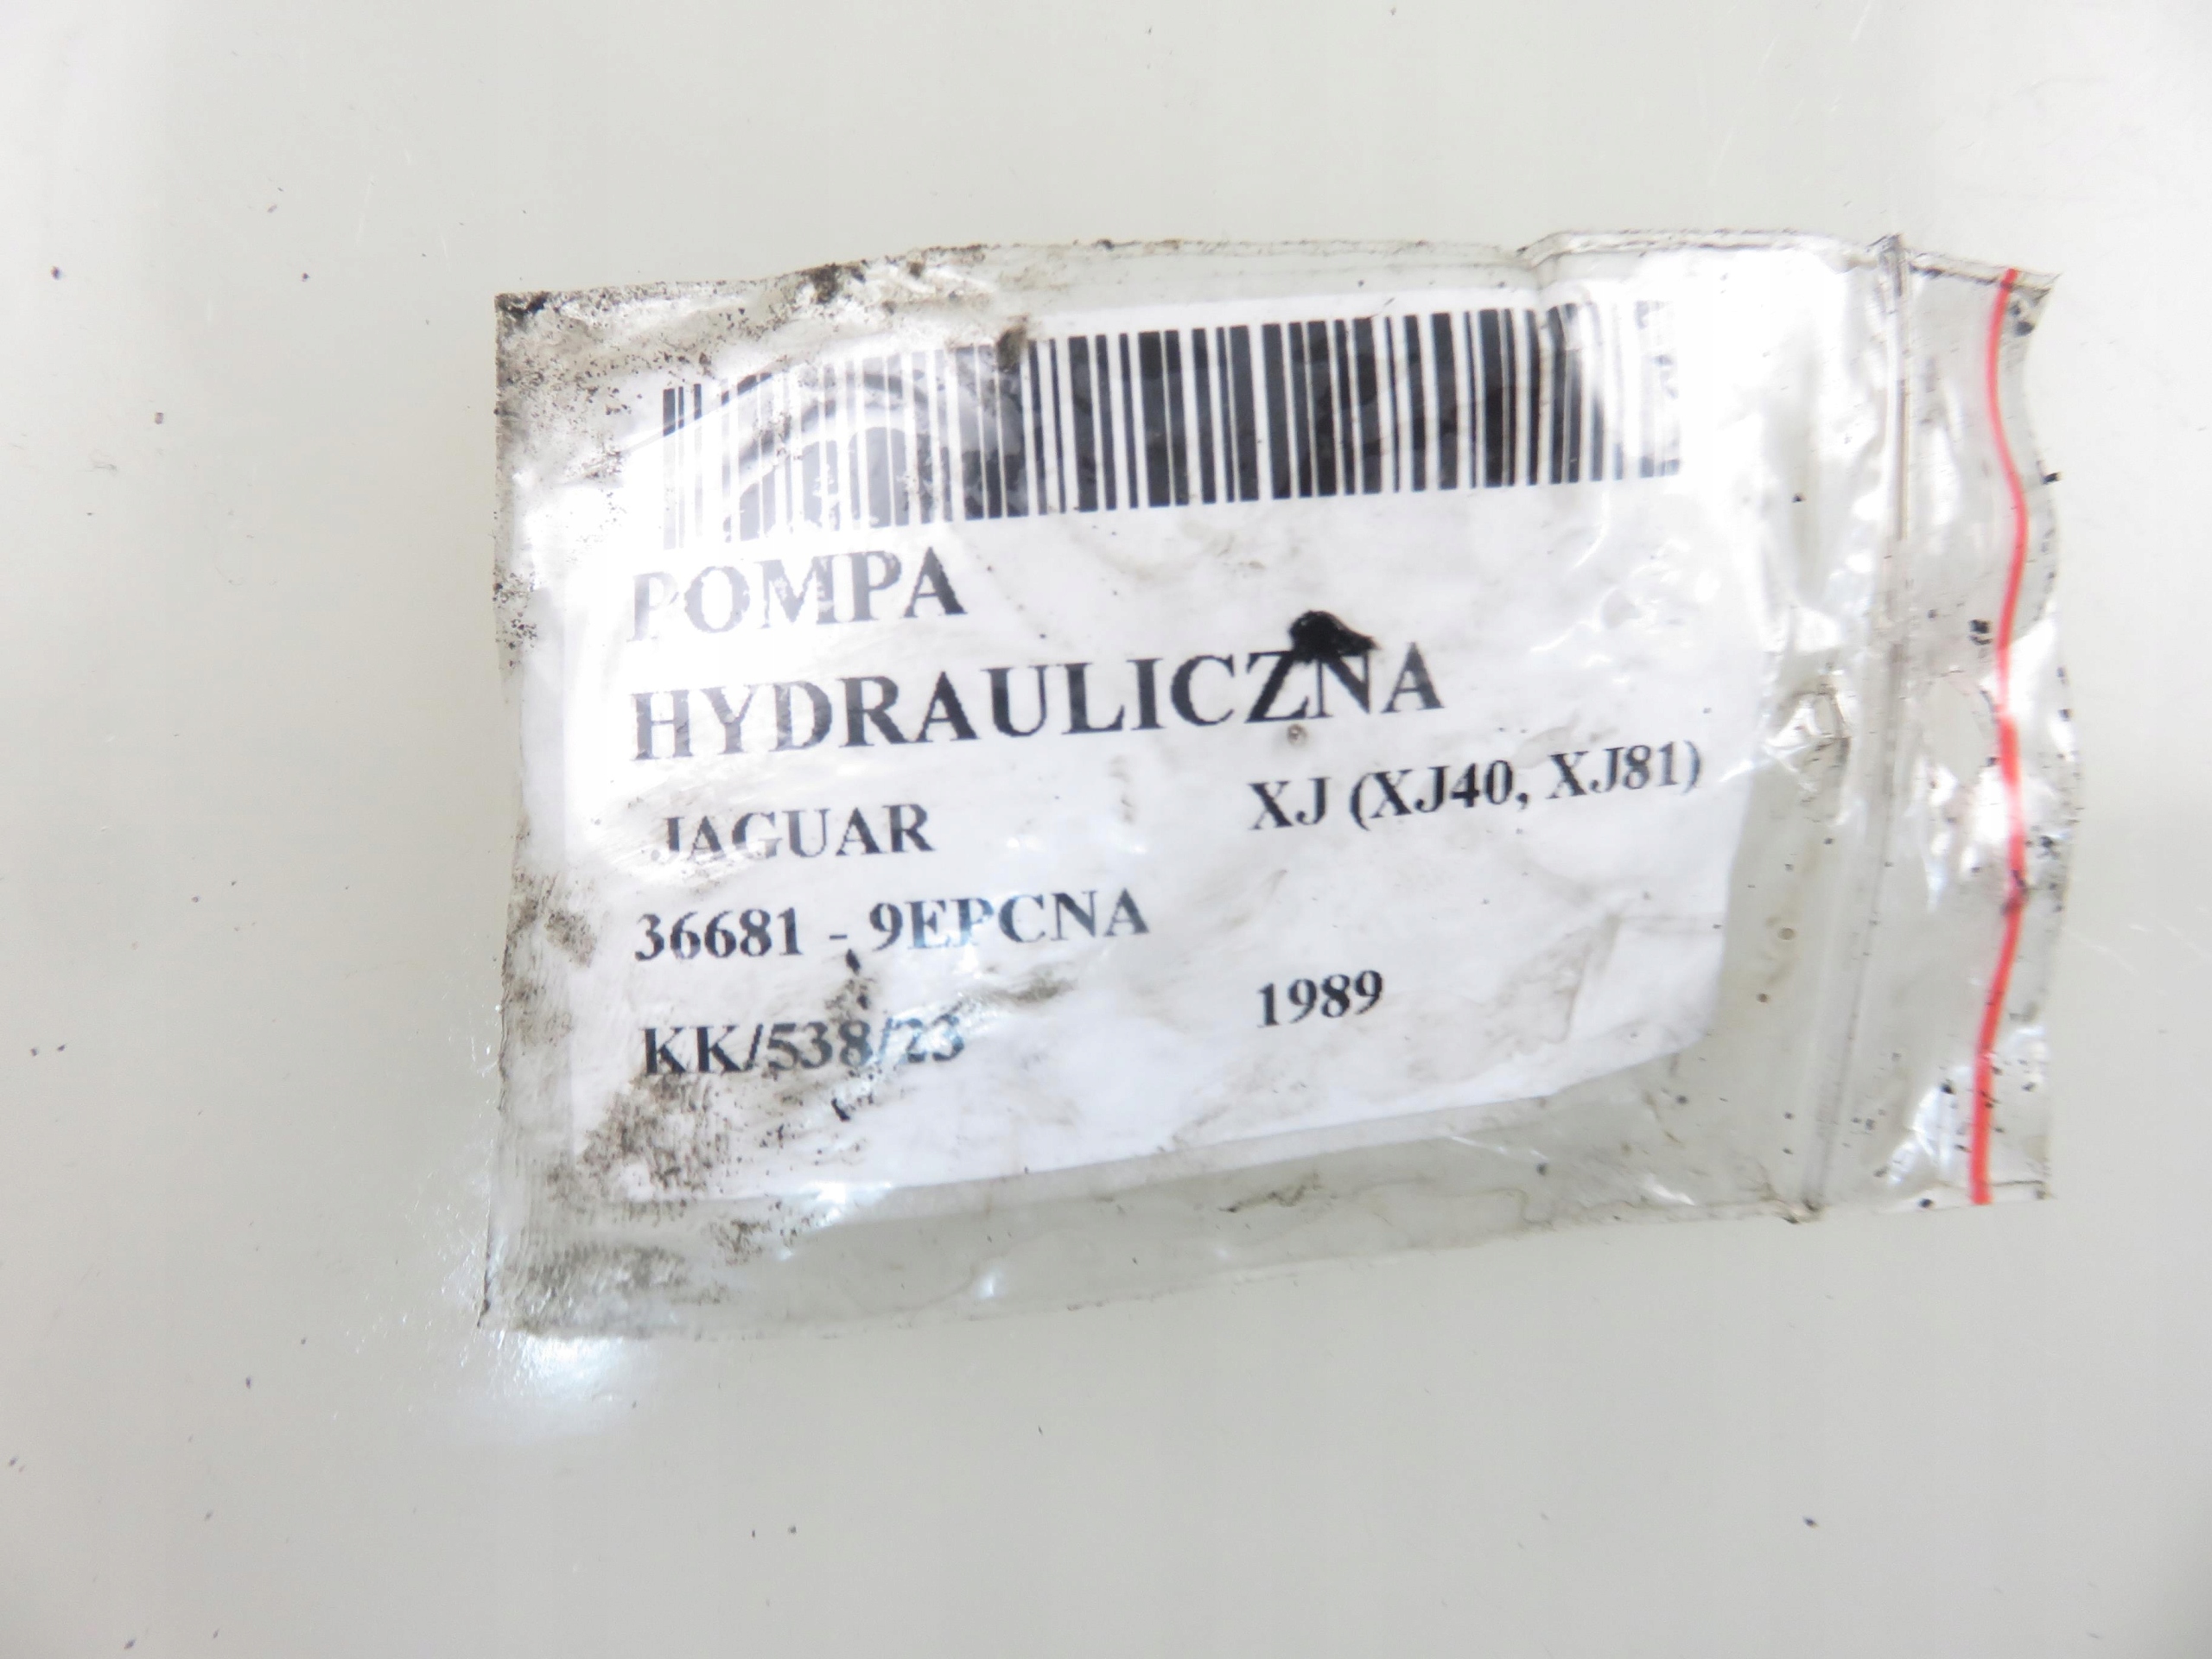 POMPA
HYDRAULICZNA
JAGUAR XJ (XJ40, XJ81)
36681 - 9EPCNA
KK/538/23 1989